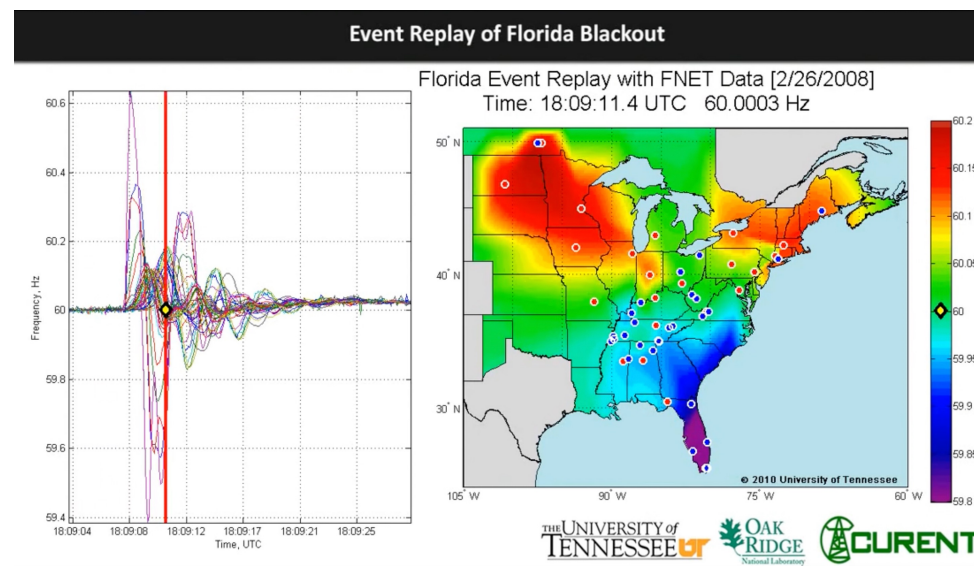 Event Replay of Florida Blackout
Florida Event Replay with FNET Data [2/26/2008]
Time: 18:09:11.4 UTC 60.0003 Hz
Frequency, Hz
60.6
60.4
60.2
60
59.8
59.6
59.4
18:09:04
18:09:08
18:09:12
18:09:17
18:09:21
18:09:25
Time, UTC
50° N
40° N
30° N
105° W
90° W
75° W
60° W
© 2010 University of Tennessee
60.2
60.15
60.1
60.05
60
59.95
59.9
59.85
59.8
THE UNIVERSITY of
TENNESSEE UT
OAK
RIDGE
National Laboratory
CURENT